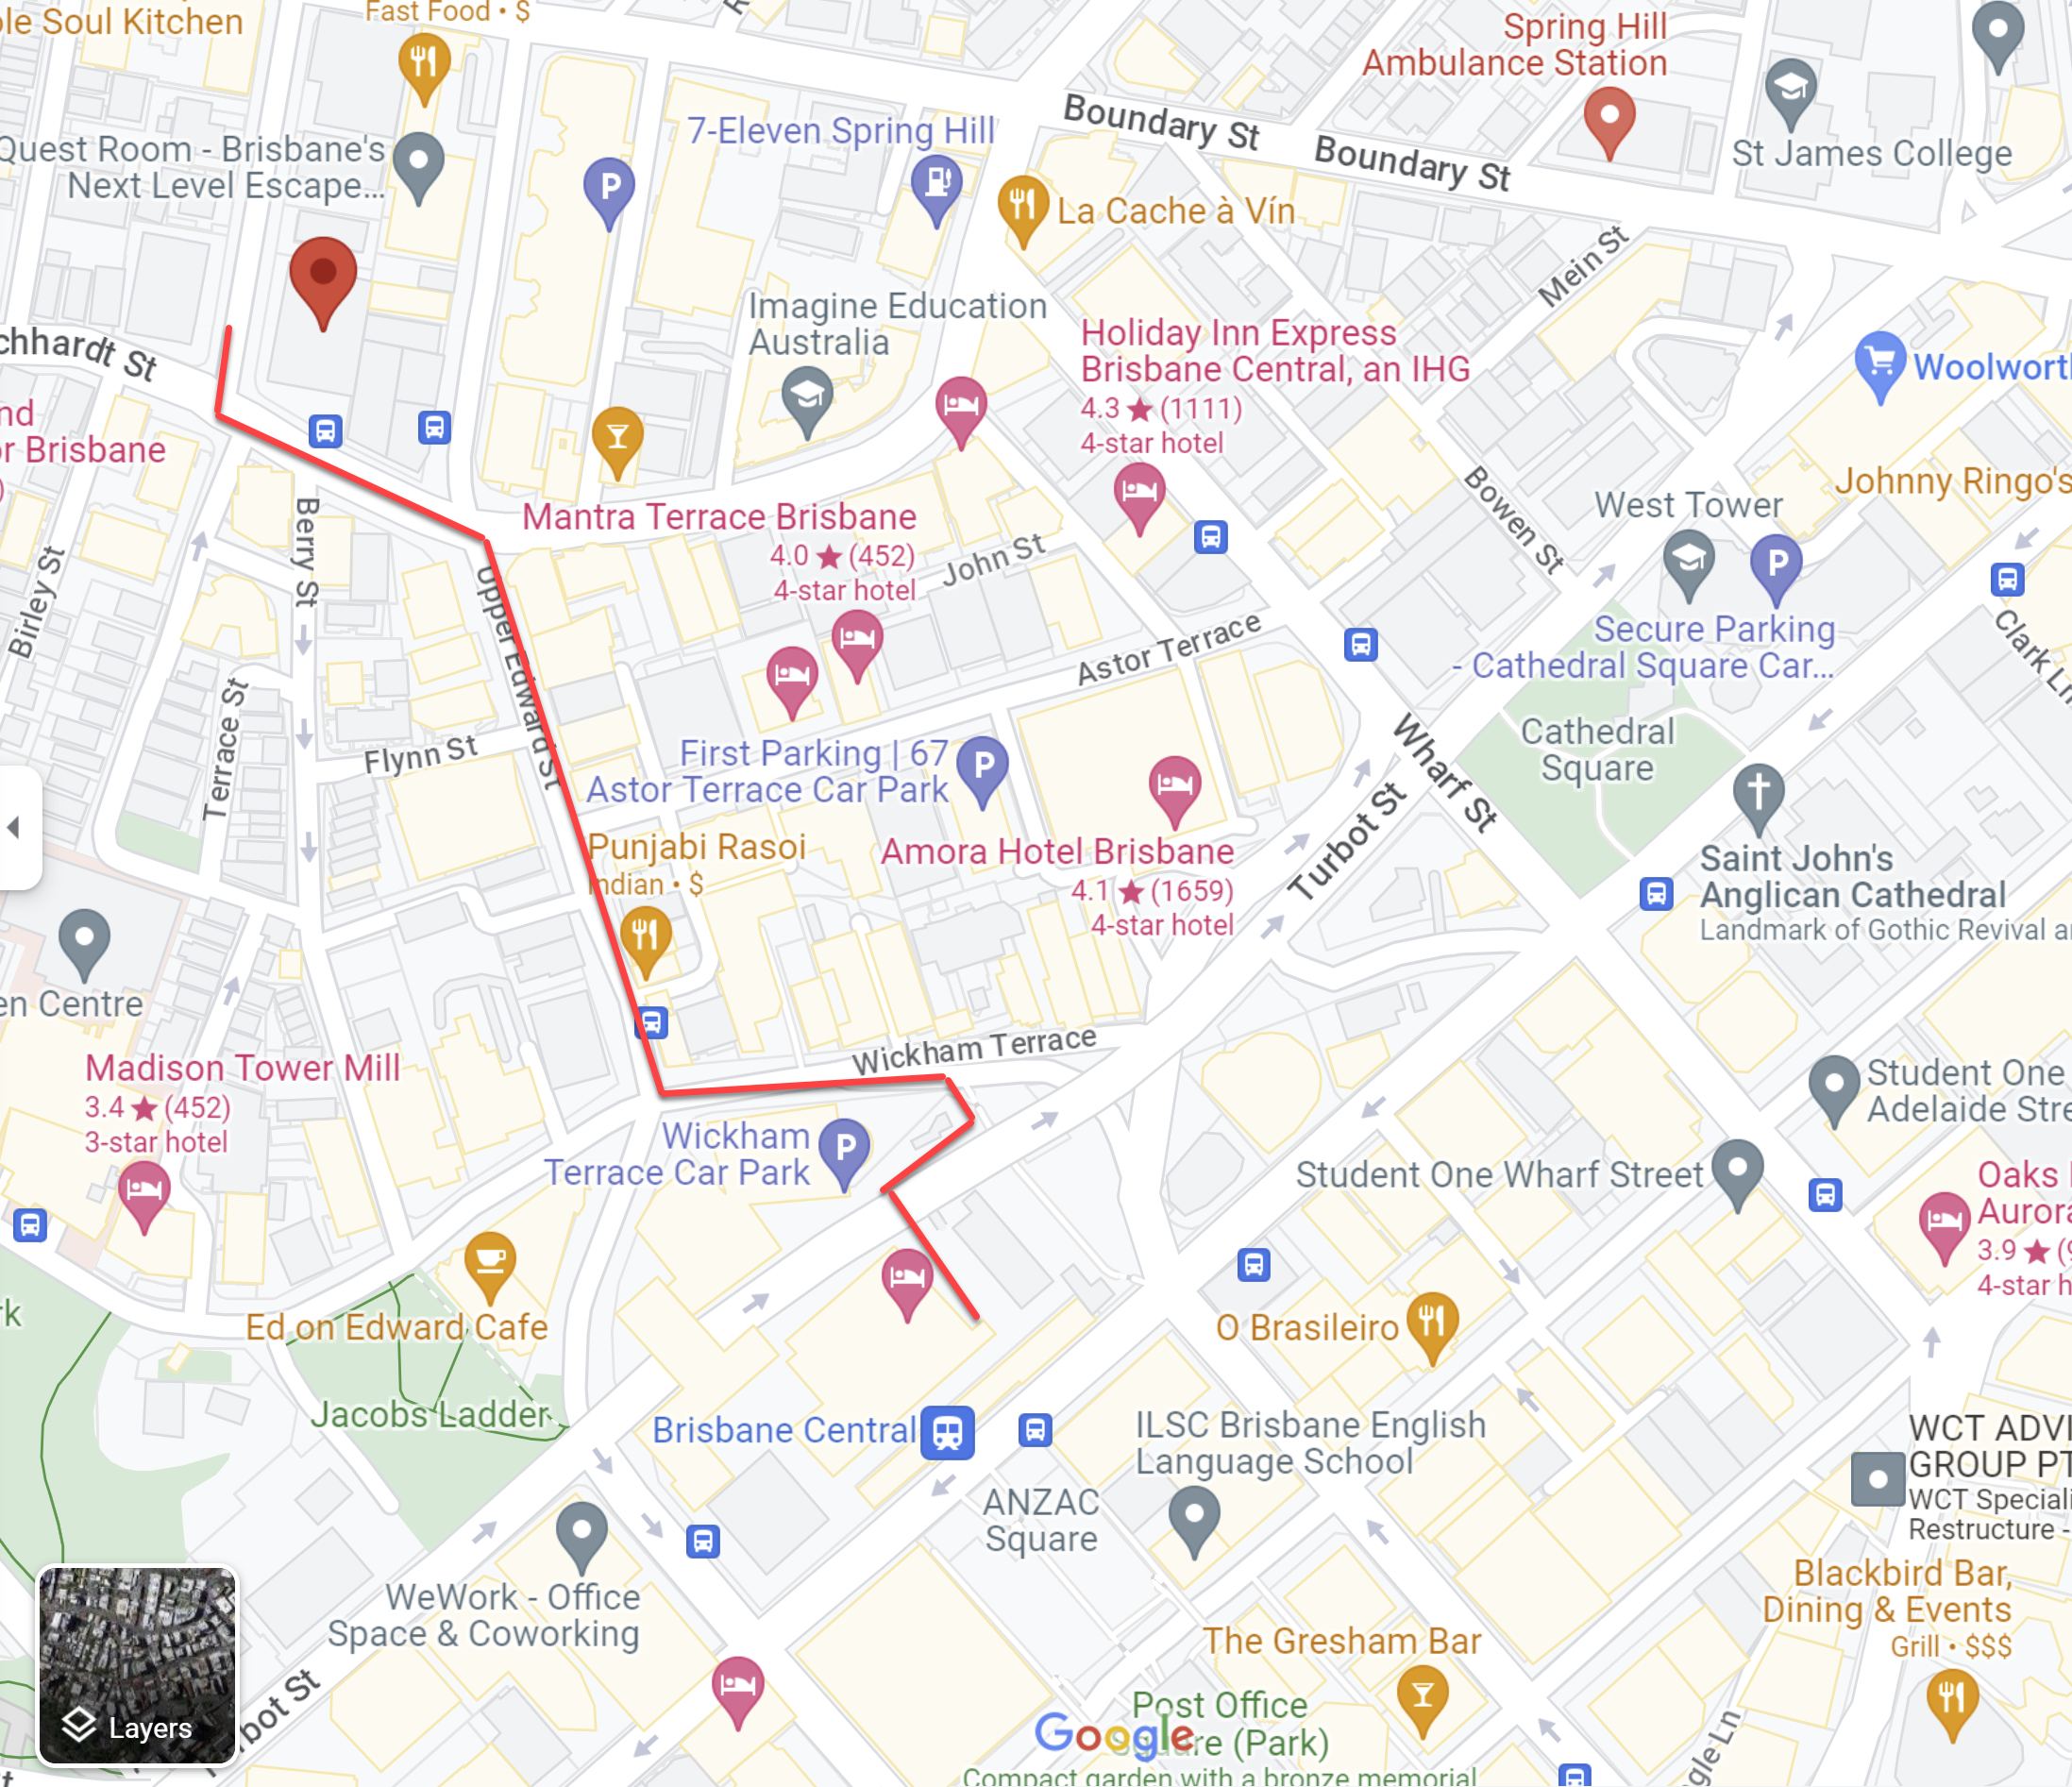 le Soul Kitchen
Fast Food • $
Spring Hill
Ambulance Station
Boundary St
Boundary St
St James College
7-Eleven Spring Hill
Quest Room - Brisbane's
Next Level Escape...
P
La Cache à Vín
Mein St
Imagine Education
Australia
chhardt St
Holiday Inn Express
Brisbane Central, an IHG
4.3 ★ (1111)
4-star hotel
Woolwort
nd
r Brisbane
)
Johnny Ringo's
Bowen St
West Tower
P
Mantra Terrace Brisbane
4.0 ★ (452)
4-star hotel
John St
Berry St
Birley St
Upper Edward St
Secure Parking
- Cathedral Square Car...
Clark Ln
Astor Terrace
Terrace St
Flynn St
First Parking | 67
Astor Terrace Car Park
P
Wharf St
Cathedral
Square
Turbot St
Punjabi Rasoi
Indian • $
Amora Hotel Brisbane
4.1 ★ (1659)
4-star hotel
Saint John's
Anglican Cathedral
Landmark of Gothic Revival a
en Centre
Wickham Terrace
Madison Tower Mill
3.4 ★ (452)
3-star hotel
Student One
Adelaide Stre
Wickham
Terrace Car Park
P
Student One Wharf Street
Oaks
Aurora
3.9 ★ (9
4-star h
rk
Ed on Edward Cafe
O Brasileiro
Jacobs Ladder
Brisbane Central
ILSC Brisbane English
Language School
WCT ADVI
GROUP PT
WCT Speciali
Restructure -
ANZAC
Square
WeWork - Office
Space & Coworking
Blackbird Bar,
Dining & Events
Grill • $$$
The Gresham Bar
Layers
rbot St
Post Office
Square (Park)
Google
gle Ln
Compact garden with a bronze memorial